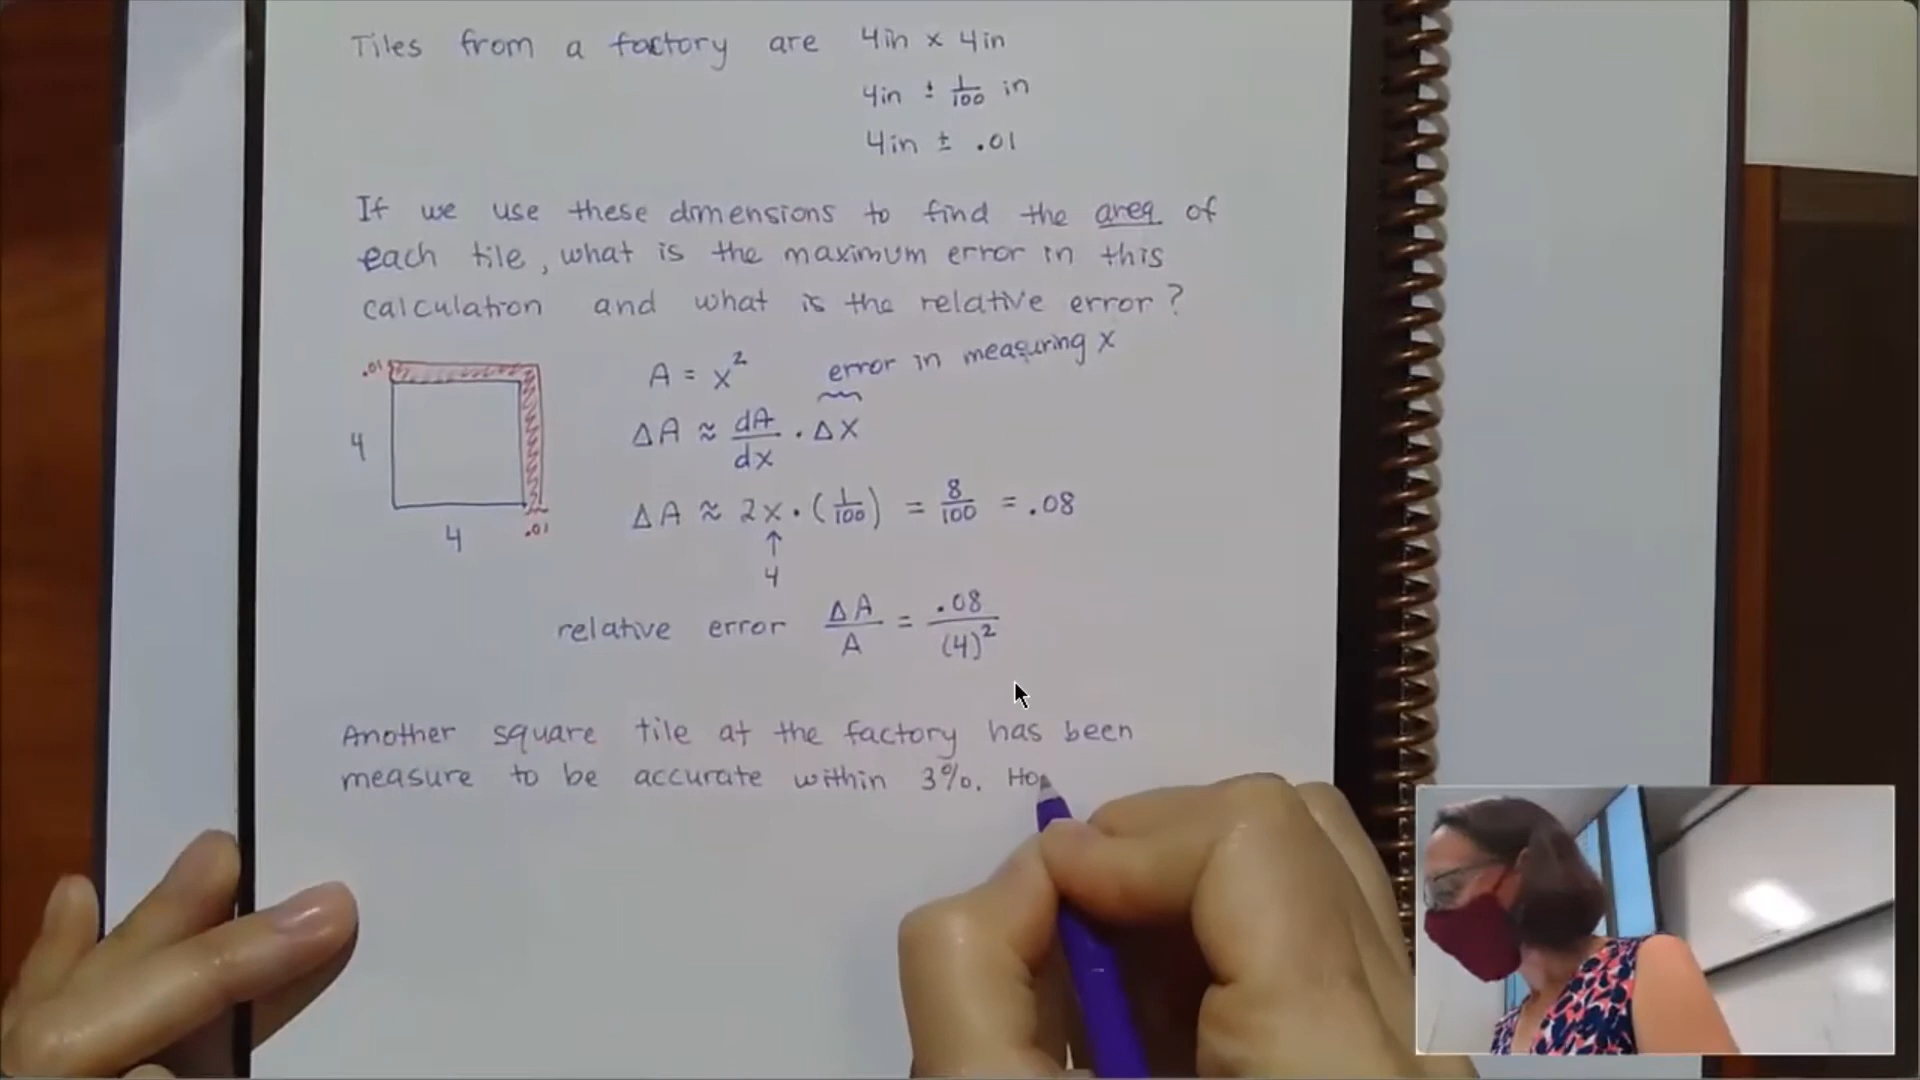 Tiles from a factory are 4in x 4in
4in ± 1/100 in
4in ± .01
If we use these dimensions to find the area of
each tile, what is the maximum error in this
calculation and what is the relative error?
.01
4
4
.01
A = x²
error in measuring x
ΔA ≈ dA/dx · Δx
ΔA ≈ 2x · (1/100) = 8/100 = .08
↑
4
relative error ΔA/A = .08/(4)²
Another square tile at the factory has been
measure to be accurate within 3%. Ho